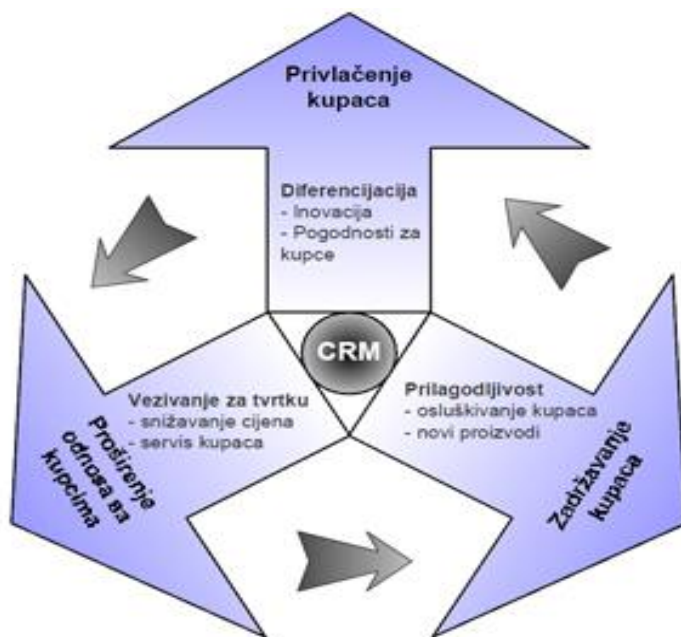 Privlačenje
kupaca
Diferencijacija
- Inovacija
- Pogodnosti za
kupce
CRM
Vezivanje za tvrtku
- snižavanje cijena
- servis kupaca
Prilagodljivost
- osluškivanje kupaca
- novi proizvodi
Proširenje
odnosa sa
kupcima
Zadržavanje
kupaca